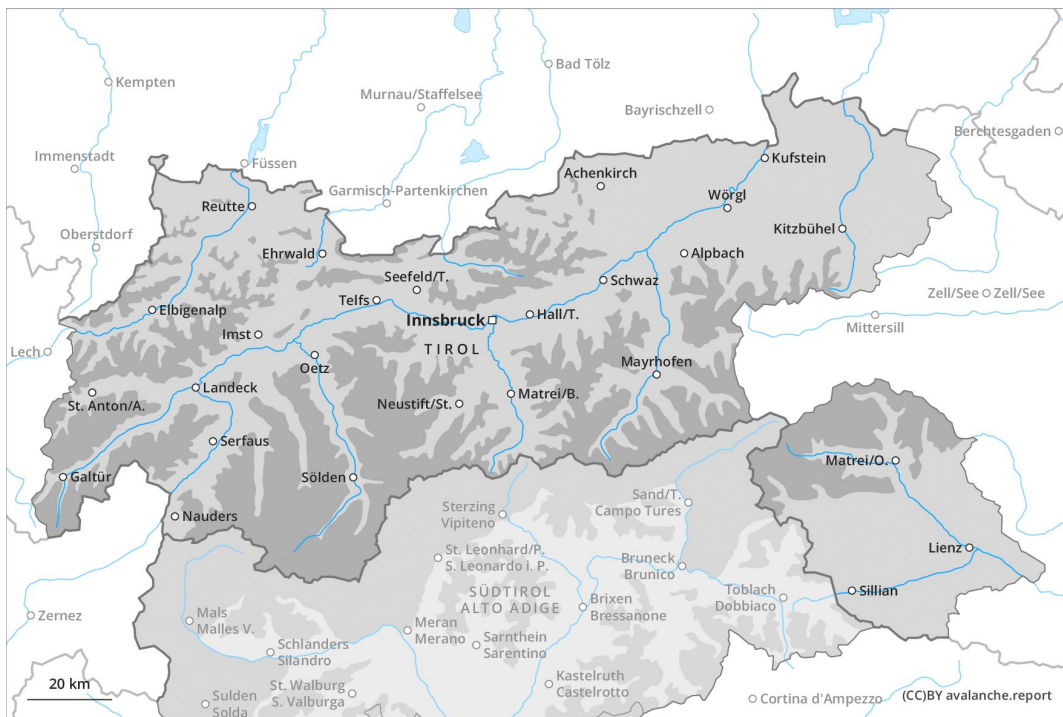 Kempten
Bad Tölz
Murnau/Staffelsee
Bayrischzell
Berchtesgaden
Immenstadt
Füssen
Kufstein
Garmisch-Partenkirchen
Achenkirch
Reutte
Wörgl
Oberstdorf
Kitzbühel
Ehrwald
Alpbach
Seefeld/T.
Schwaz
Zell/See
Zell/See
Telfs
Elbigenalp
Innsbruck
Hall/T.
Mittersill
Imst
TIROL
Lech
Oetz
Mayrhofen
Landeck
St. Anton/A.
Neustift/St.
Matrei/B.
Serfaus
Matrei/O.
Galtür
Sölden
Sand/T.
Campo Tures
Nauders
Sterzing
Vipiteno
Lienz
St. Leonhard/P.
S. Leonardo i. P.
Bruneck
Brunico
SÜDTIROL
ALTO ADIGE
Toblach
Dobbiaco
Sillian
Brixen
Bressanone
Zernez
Mals
Malles V.
Meran
Merano
Sarnthein
Sarentino
Schlanders
Silandro
Kastelruth
Castelrotto
20 km
St. Walburg
S. Valburga
Sulden
Solda
Cortina d'Ampezzo
(CC)BY avalanche.report